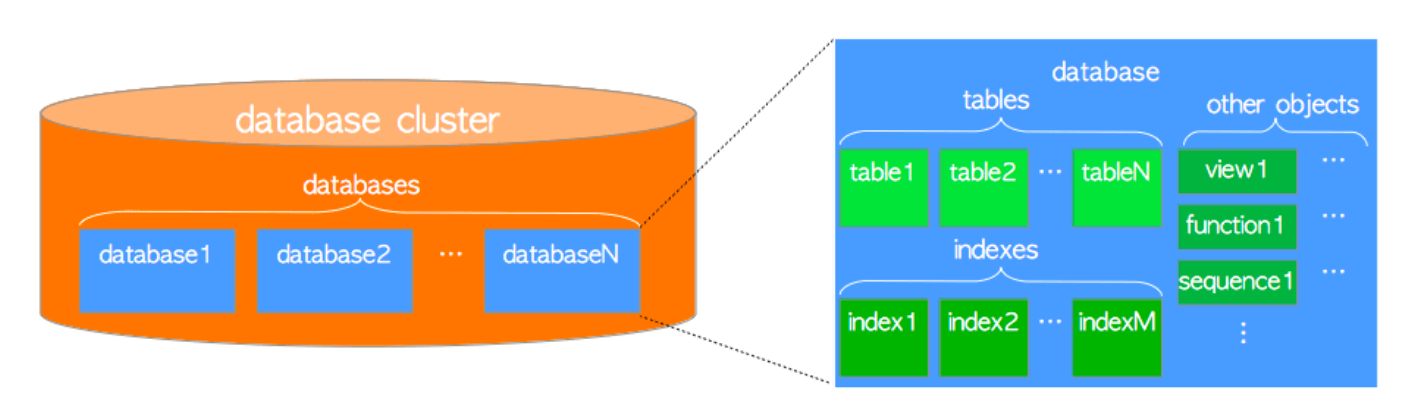 database cluster
databases
database1 database2 ... databaseN
database
tables
other objects
table1 table2 ... tableN
view1 ...
function1 ...
indexes
sequence1 ...
index1 index2 ... indexM
⋮